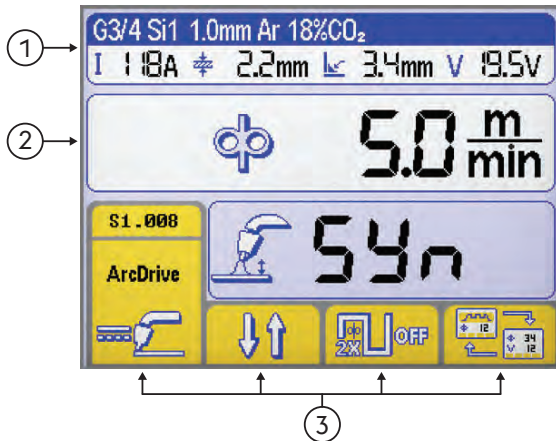 G3/4 Si1 1.0mm Ar 18%CO₂
1 I 118A 2.2mm 3.4mm V 19.5V
2 5.0 m/min
S1.008
ArcDrive
Syn
2X OFF
12
34
V 12
3